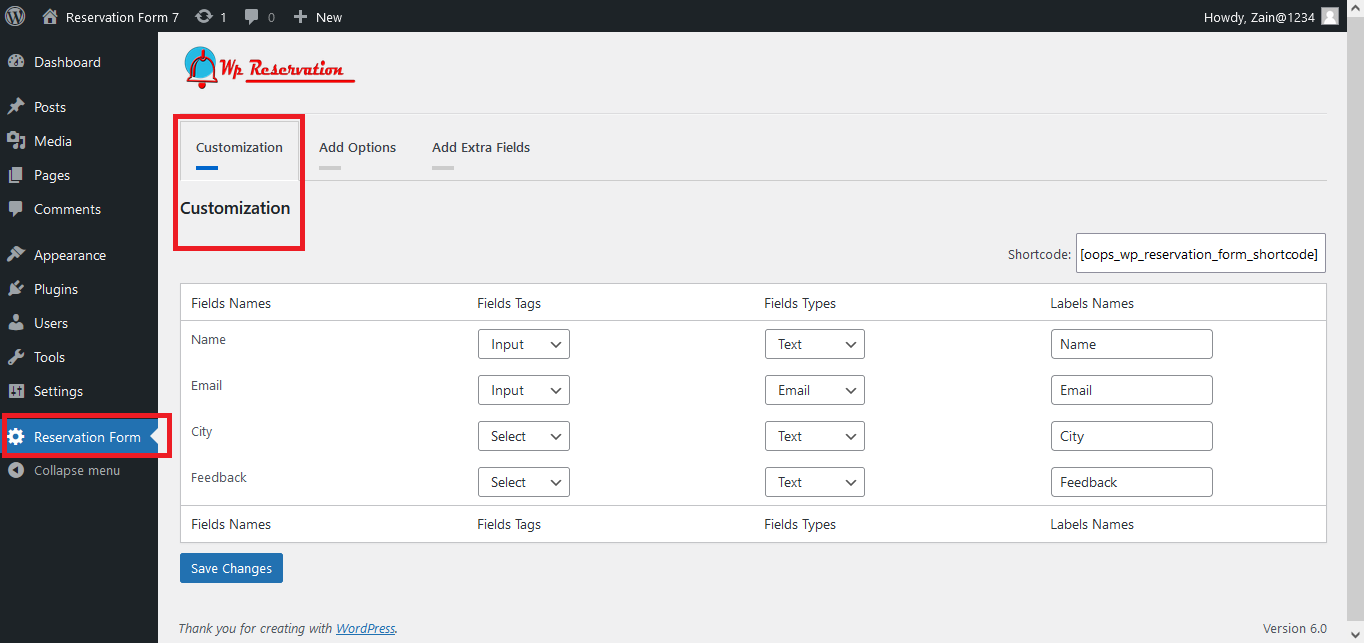 Reservation Form 7 1 0 New Howdy, Zain@1234
Dashboard
Posts
Media
Pages
Comments
Appearance
Plugins
Users
Tools
Settings
Reservation Form
Collapse menu
Wp Reservation
Customization Add Options Add Extra Fields
Customization
Shortcode: [oops_wp_reservation_form_shortcode]
Fields Names Fields Tags Fields Types Labels Names
Name Input Text Name
Email Input Email Email
City Select Text City
Feedback Select Text Feedback
Fields Names Fields Tags Fields Types Labels Names
Save Changes
Thank you for creating with WordPress. Version 6.0